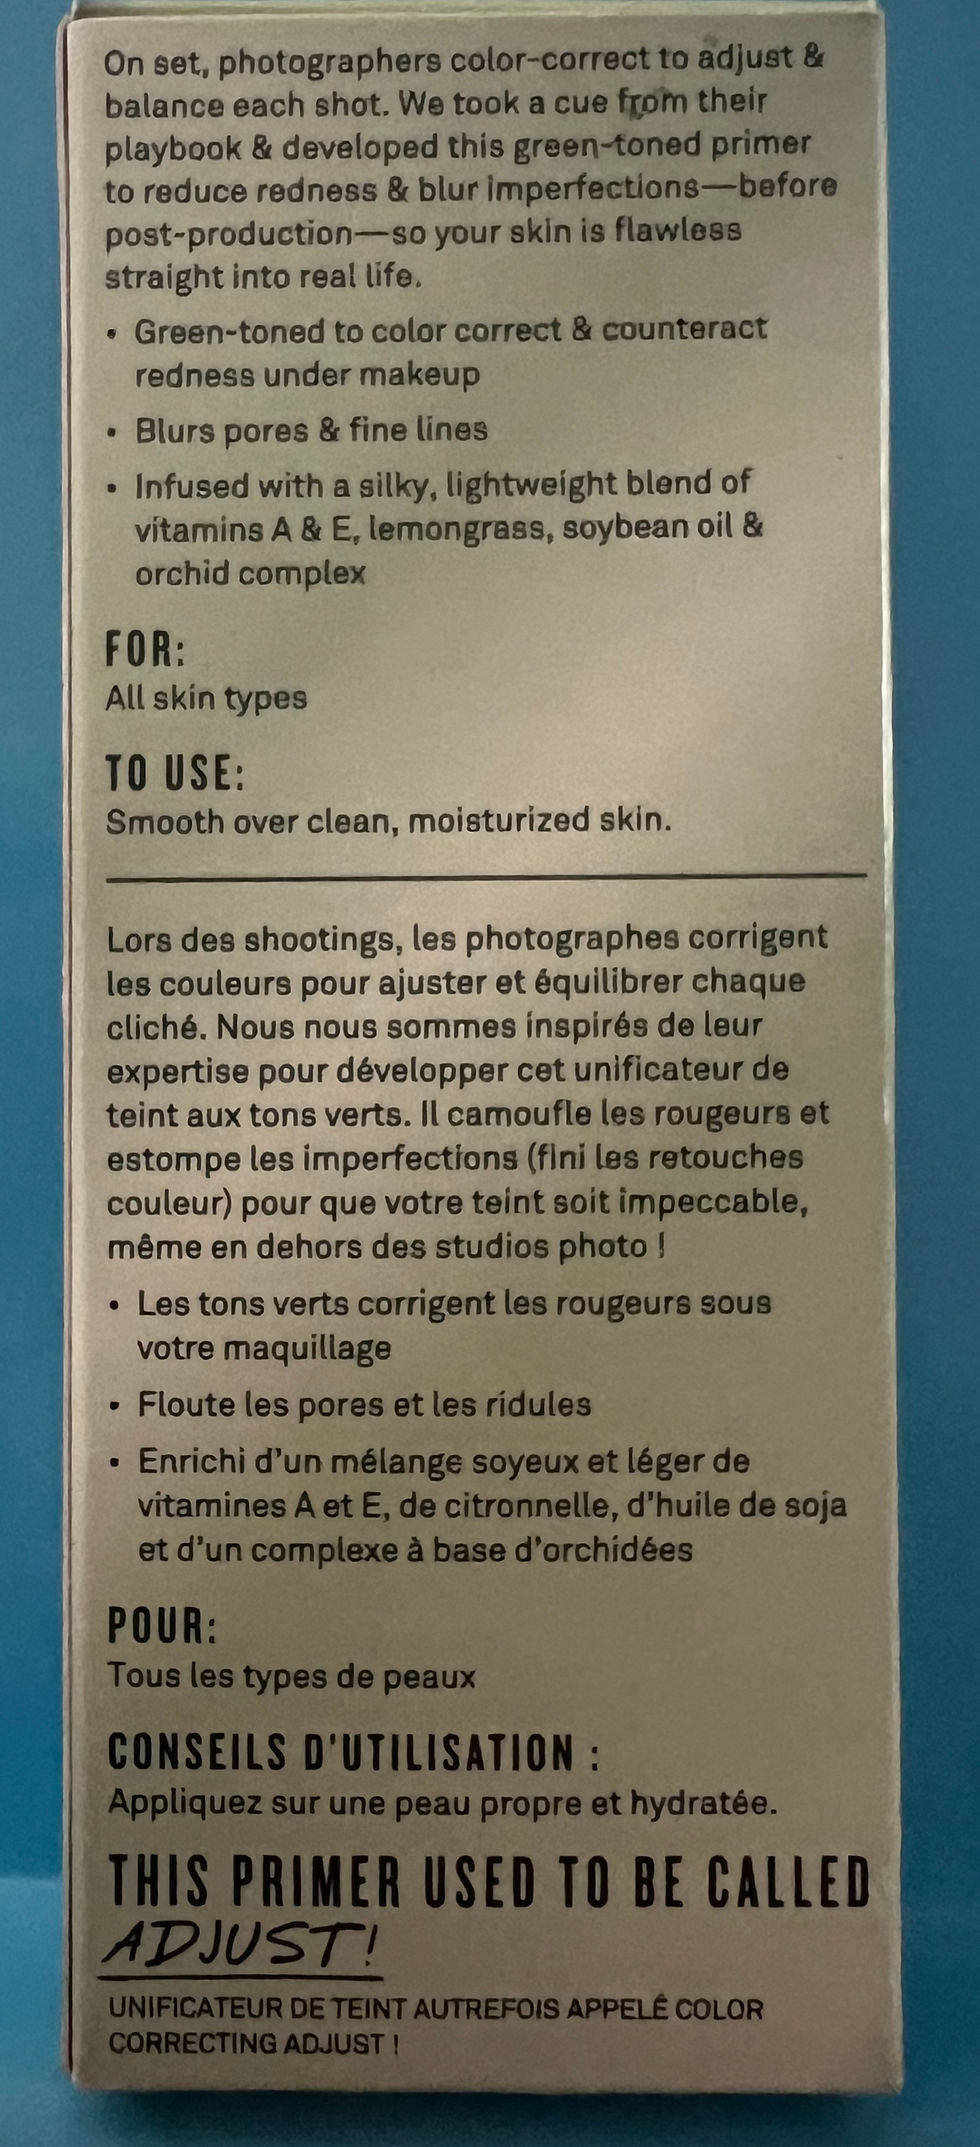 On set, photographers color-correct to adjust &
balance each shot. We took a cue from their
playbook & developed this green-toned primer
to reduce redness & blur imperfections—before
post-production—so your skin is flawless
straight into real life.
• Green-toned to color correct & counteract
redness under makeup
• Blurs pores & fine lines
• Infused with a silky, lightweight blend of
vitamins A & E, lemongrass, soybean oil &
orchid complex
FOR:
All skin types
TO USE:
Smooth over clean, moisturized skin.
Lors des shootings, les photographes corrigent
les couleurs pour ajuster et équilibrer chaque
cliché. Nous nous sommes inspirés de leur
expertise pour développer cet unificateur de
teint aux tons verts. Il camoufle les rougeurs et
estompe les imperfections (fini les retouches
couleur) pour que votre teint soit impeccable,
même en dehors des studios photo !
• Les tons verts corrigent les rougeurs sous
votre maquillage
• Floute les pores et les ridules
• Enrichi d'un mélange soyeux et léger de
vitamines A et E, de citronnelle, d'huile de soja
et d'un complexe à base d'orchidées
POUR:
Tous les types de peaux
CONSEILS D'UTILISATION :
Appliquez sur une peau propre et hydratée.
THIS PRIMER USED TO BE CALLED
ADJUST!
UNIFICATEUR DE TEINT AUTREFOIS APPELÉ COLOR
CORRECTING ADJUST !